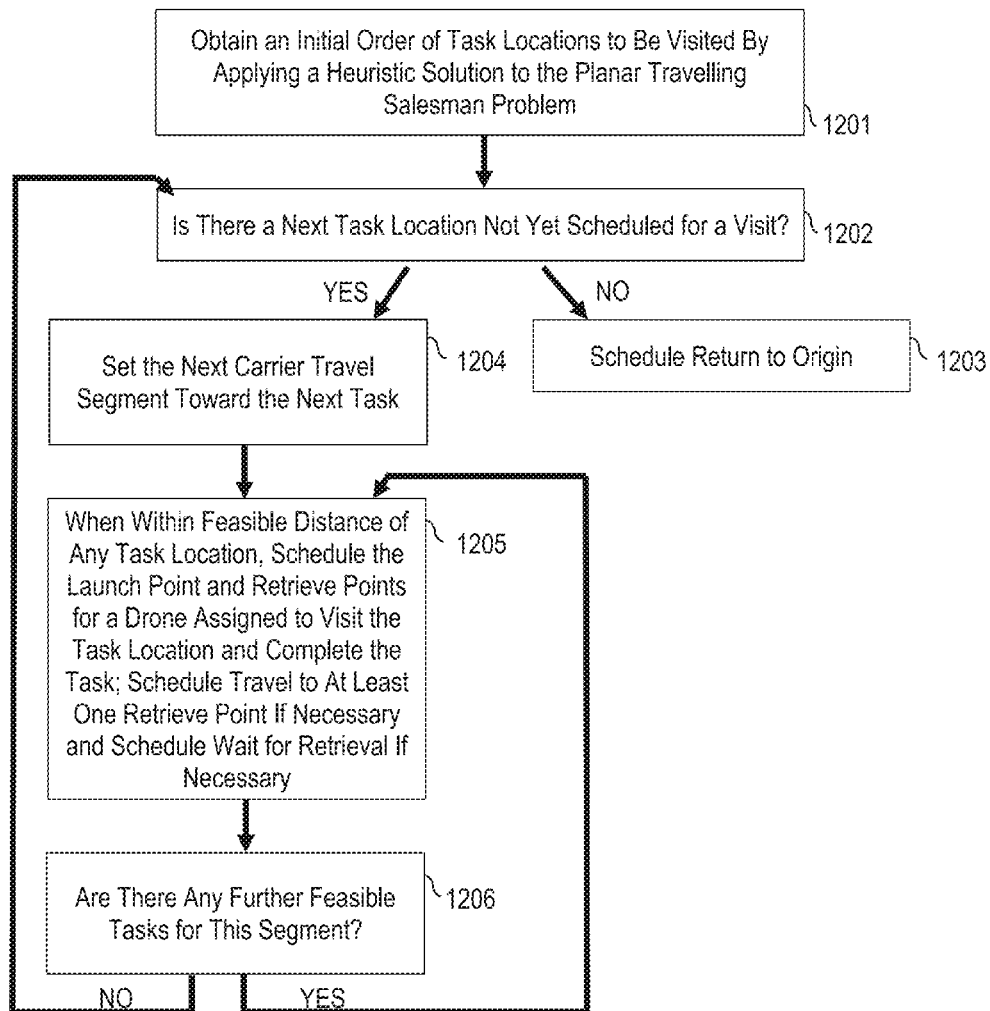 Obtain an Initial Order of Task Locations to Be Visited By
Applying a Heuristic Solution to the Planar Travelling
Salesman Problem
1201
Is There a Next Task Location Not Yet Scheduled for a Visit?
1202
YES
NO
Set the Next Carrier Travel
Segment Toward the Next Task
1204
Schedule Return to Origin
1203
When Within Feasible Distance of
Any Task Location, Schedule the
Launch Point and Retrieve Points
for a Drone Assigned to Visit the
Task Location and Complete the
Task; Schedule Travel to At Least
One Retrieve Point If Necessary
and Schedule Wait for Retrieval If
Necessary
1205
Are There Any Further Feasible
Tasks for This Segment?
1206
NO
YES